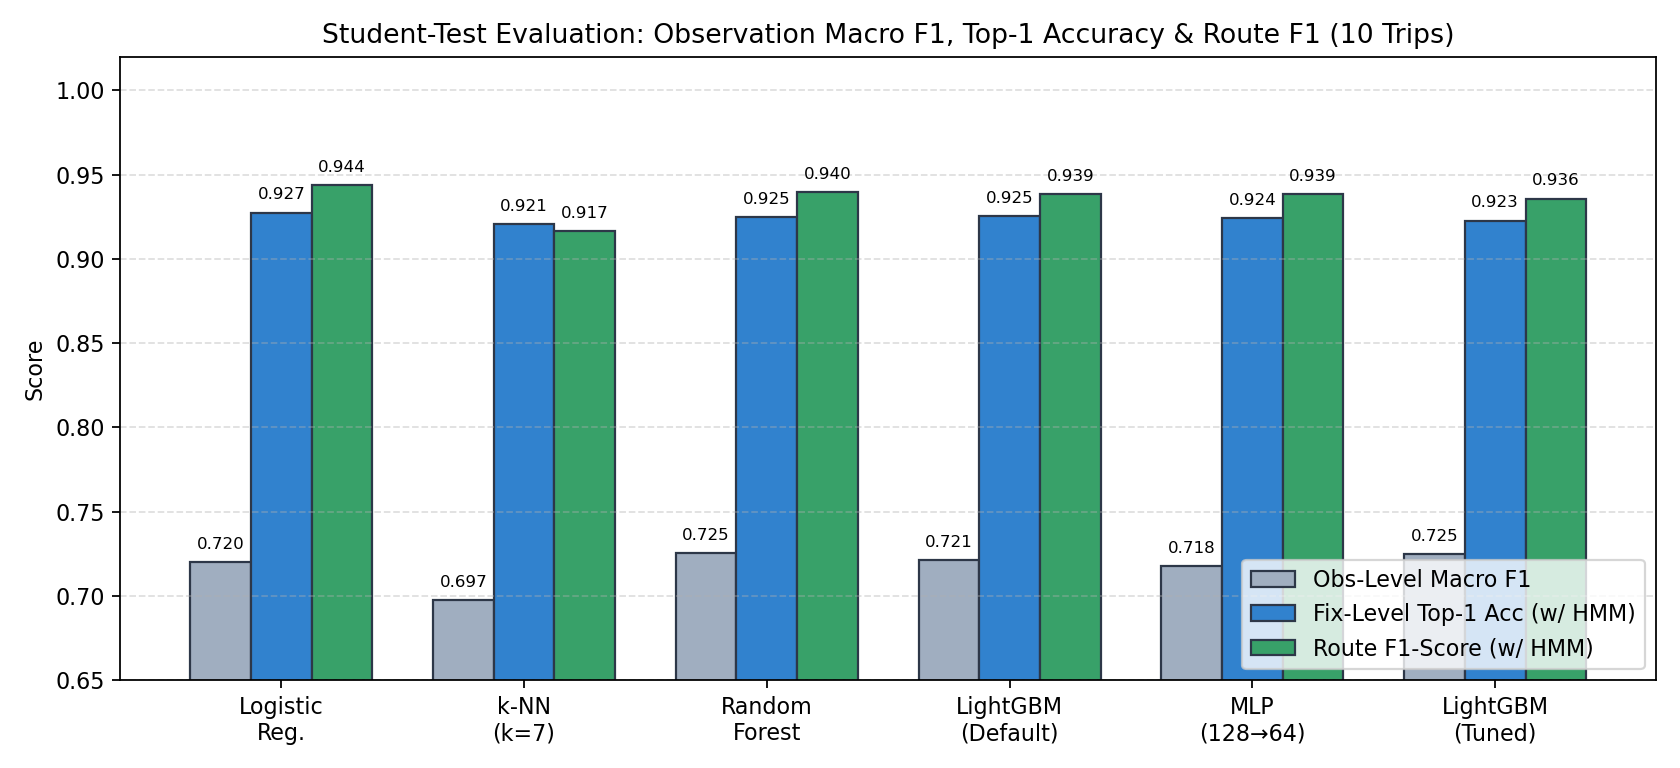 Student-Test Evaluation: Observation Macro F1, Top-1 Accuracy & Route F1 (10 Trips)
Score
1.00
0.95
0.90
0.85
0.80
0.75
0.70
0.65
0.720
0.927
0.944
0.697
0.921
0.917
0.725
0.925
0.940
0.721
0.925
0.939
0.718
0.924
0.939
0.725
0.923
0.936
Obs-Level Macro F1
Fix-Level Top-1 Acc (w/ HMM)
Route F1-Score (w/ HMM)
Logistic
Reg.
k-NN
(k=7)
Random
Forest
LightGBM
(Default)
MLP
(128→64)
LightGBM
(Tuned)